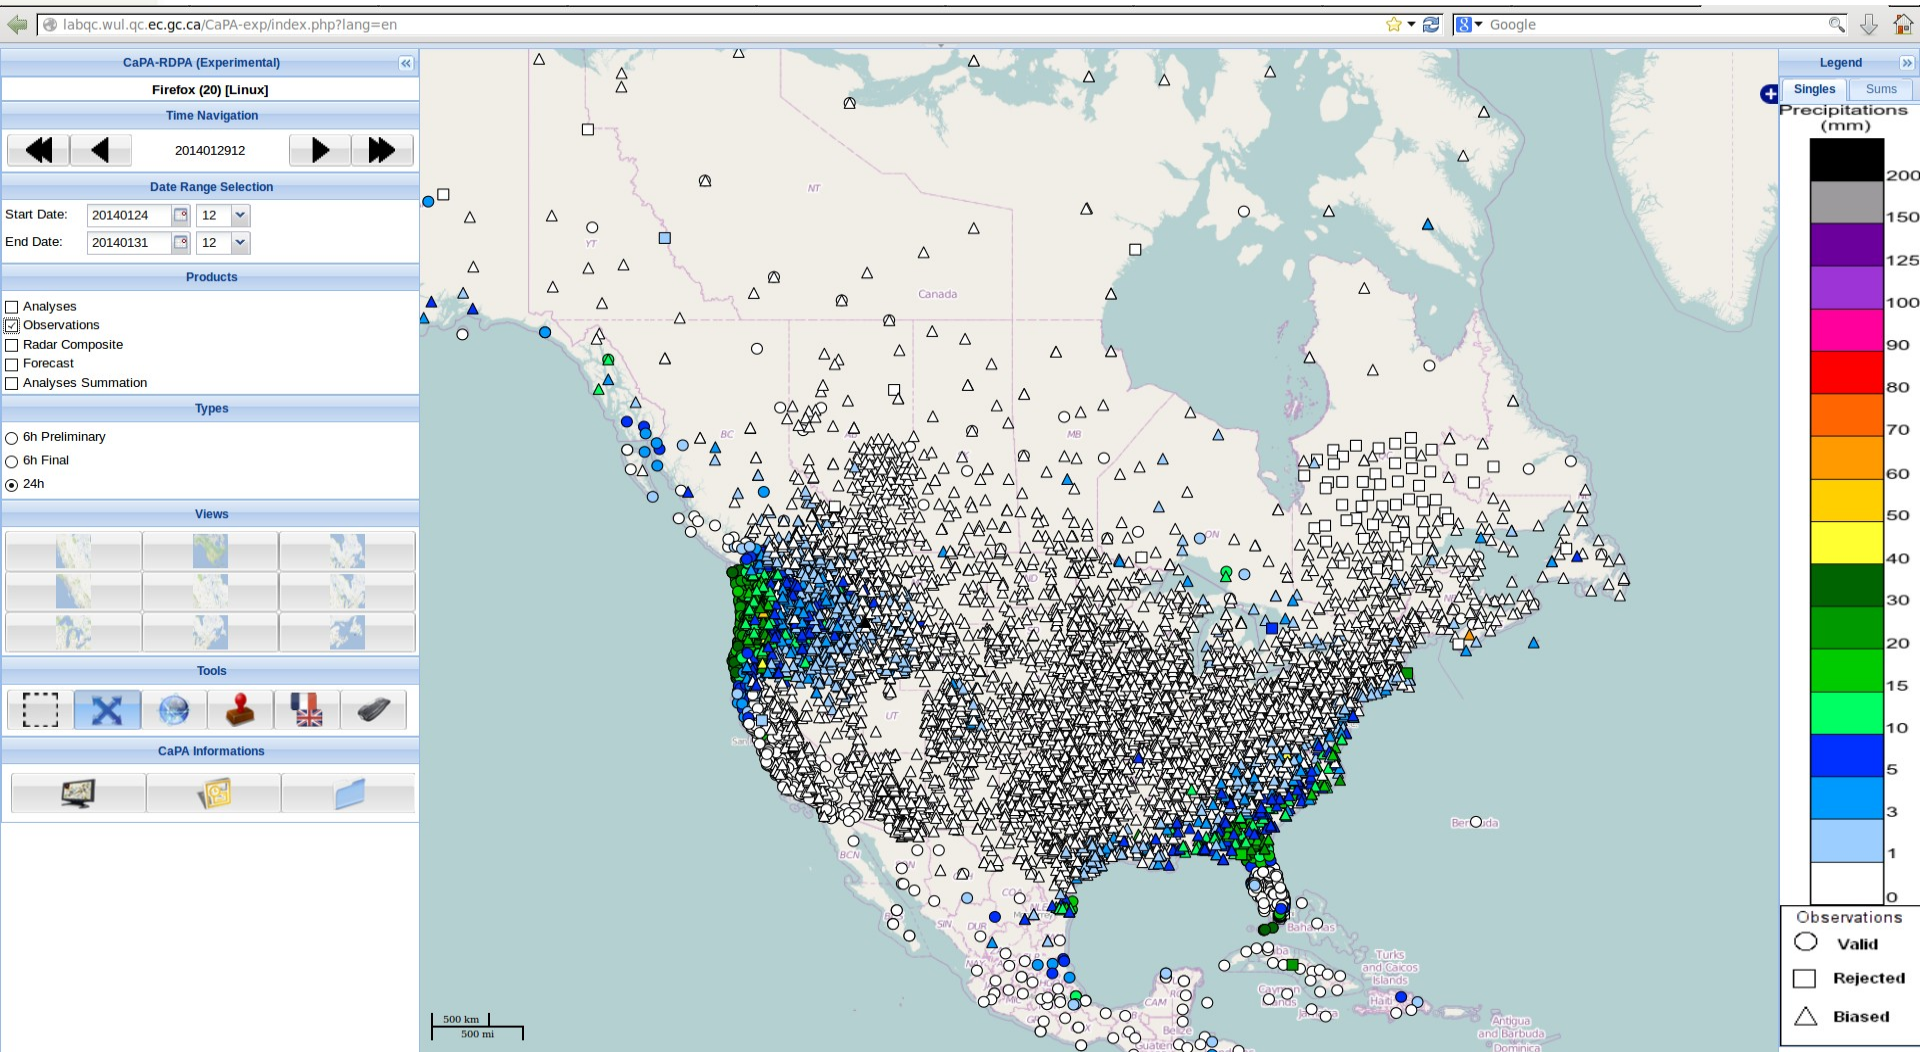 labqc.wul.qc.ec.gc.ca/CaPA-exp/index.php?lang=en
Google
CaPA-RDPA (Experimental)
Firefox (20) [Linux]
Time Navigation
2014012912
Date Range Selection
Start Date: 20140124 12
End Date: 20140131 12
Products
Analyses
Observations
Radar Composite
Forecast
Analyses Summation
Types
6h Preliminary
6h Final
24h
Views
Tools
CaPA Informations
NT
YT
Canada
BC
MB
ON
UT
BCN
SIN
DUR
COA
CAM
Bermuda
Bahamas
Turks
and Caicos
Islands
Haiti
Belize
Antigua
and Barbuda
Dominica
500 km
500 mi
Legend
Singles Sums
Precipitations
(mm)
200
150
125
100
90
80
70
60
50
40
30
20
15
10
5
3
1
0
Observations
Valid
Rejected
Biased